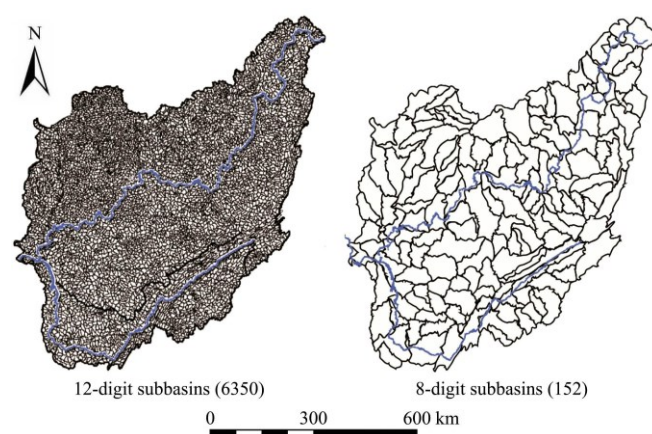 N
12-digit subbasins (6350)
8-digit subbasins (152)
0 300 600 km